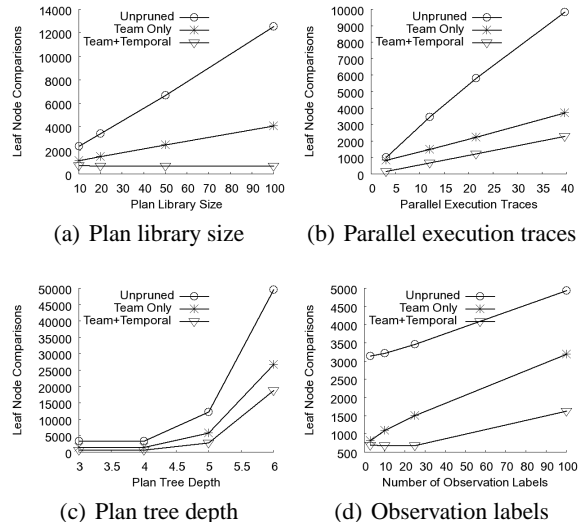 14000
12000
10000
8000
6000
4000
2000
0
10 20 30 40 50 60 70 80 90 100
Leaf Node Comparisons
Plan Library Size
Unpruned
Team Only
Team+Temporal
(a) Plan library size
10000
9000
8000
7000
6000
5000
4000
3000
2000
1000
0
0 5 10 15 20 25 30 35 40
Leaf Node Comparisons
Parallel Execution Traces
Unpruned
Team Only
Team+Temporal
(b) Parallel execution traces
50000
45000
40000
35000
30000
25000
20000
15000
10000
5000
0
3 3.5 4 4.5 5 5.5 6
Leaf Node Comparisons
Plan Tree Depth
Unpruned
Team Only
Team+Temporal
(c) Plan tree depth
5000
4500
4000
3500
3000
2500
2000
1500
1000
500
0 10 20 30 40 50 60 70 80 90 100
Leaf Node Comparisons
Number of Observation Labels
Unpruned
Team Only
Team+Temporal
(d) Observation labels